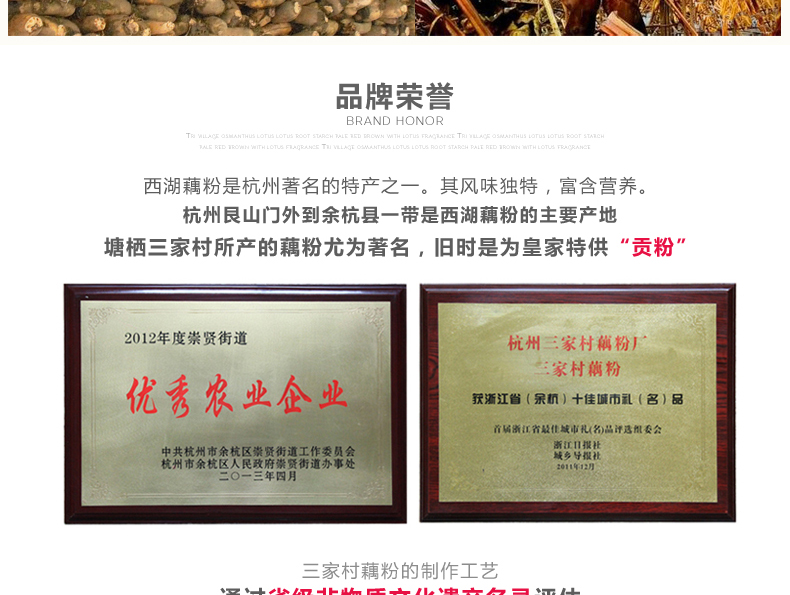 品牌荣誉
BRAND HONOR
TRI VILLAGE OSMANTHUS LOTUS LOTUS ROOT STARCH PALE RED BROWN WITH LOTUS FRAGRANCE TRI VILLAGE OSMANTHUS LOTUS LOTUS ROOT STARCH
PALE RED BROWN WITH LOTUS FRAGRANCE TRI VILLAGE OSMANTHUS LOTUS LOTUS ROOT STARCH PALE RED BROWN WITH LOTUS FRAGRANCE
西湖藕粉是杭州著名的特产之一。其风味独特，富含营养。
杭州艮山门外到余杭县一带是西湖藕粉的主要产地
塘栖三家村所产的藕粉尤为著名，旧时是为皇家特供“贡粉”
2012年度崇贤街道
优秀农业企业
中共杭州市余杭区崇贤街道工作委员会
杭州市余杭区人民政府崇贤街道办事处
二〇一三年四月
杭州三家村藕粉厂
三家村藕粉
获浙江省（余杭）十佳城市礼（名）品
首届浙江省最佳城市礼(名)品评选组委会
浙江日报社
城乡导报社
2011年12月
三家村藕粉的制作工艺
通过省级非物质文化遗产名录评估